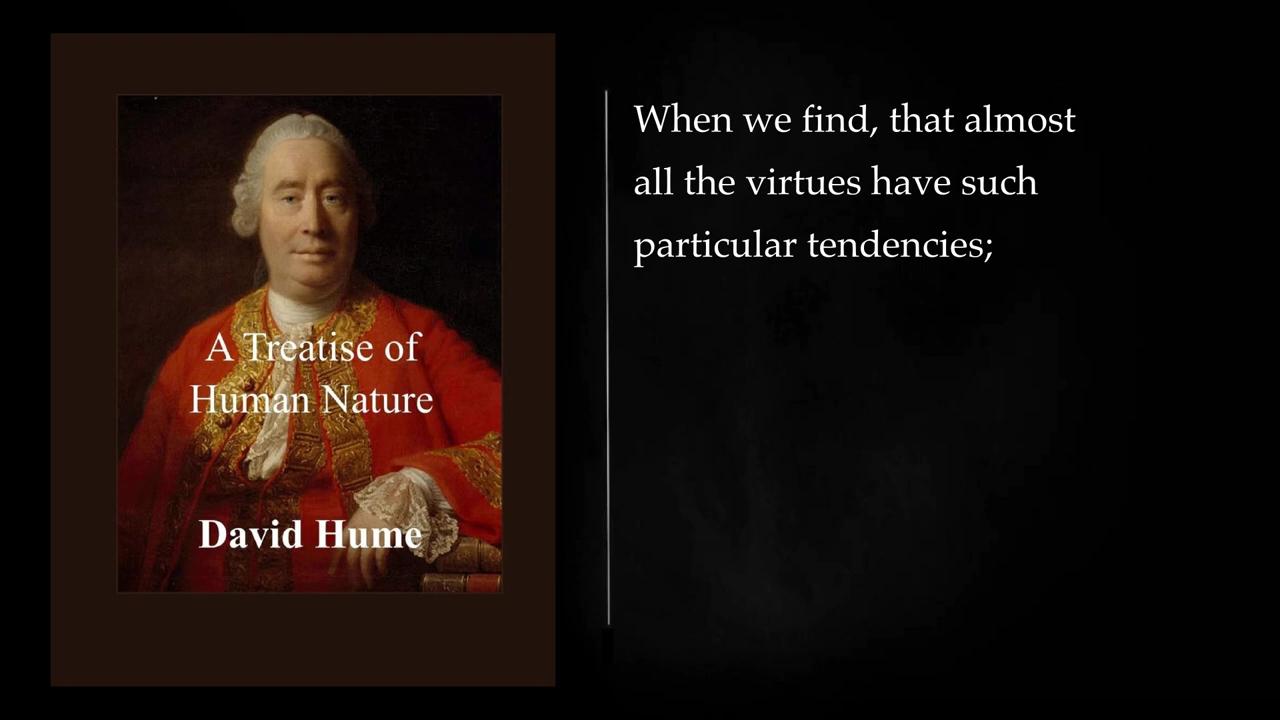 A Treatise of
Human Nature
David Hume
When we find, that almost
all the virtues have such
particular tendencies;